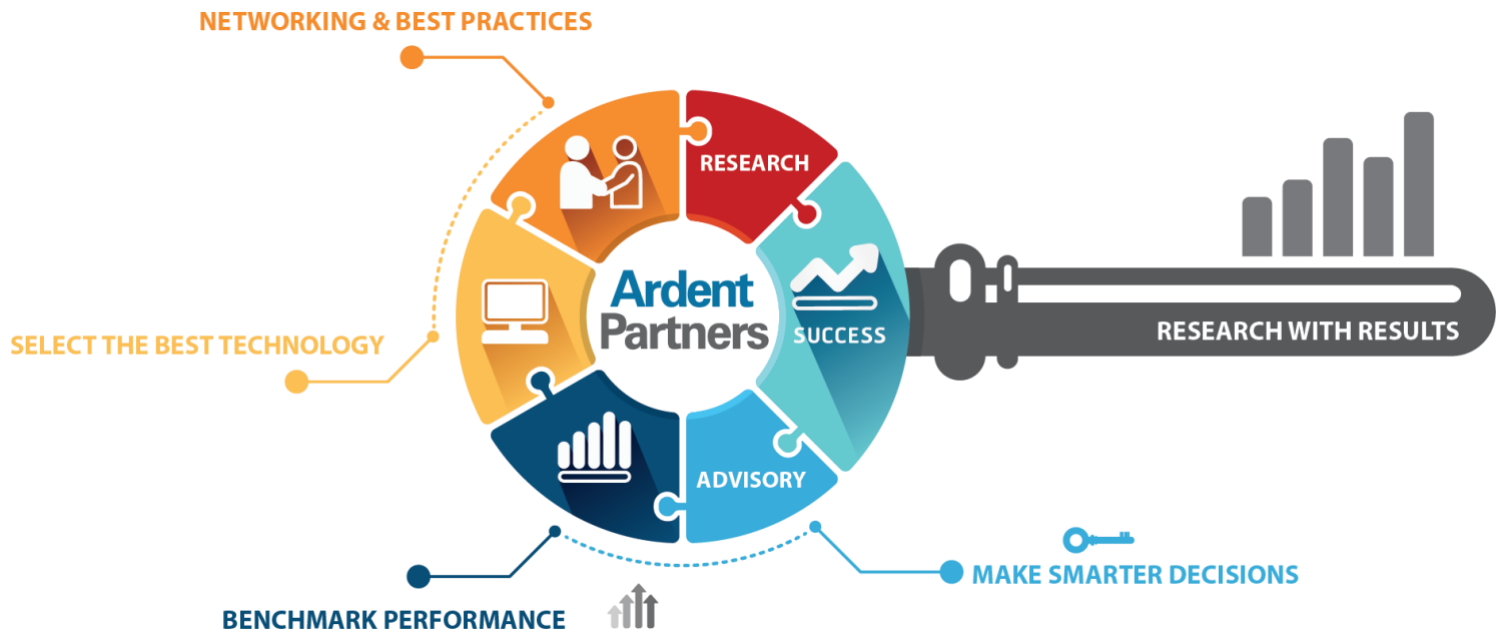 NETWORKING & BEST PRACTICES
RESEARCH
Ardent
Partners
SUCCESS
RESEARCH WITH RESULTS
SELECT THE BEST TECHNOLOGY
ADVISORY
MAKE SMARTER DECISIONS
BENCHMARK PERFORMANCE